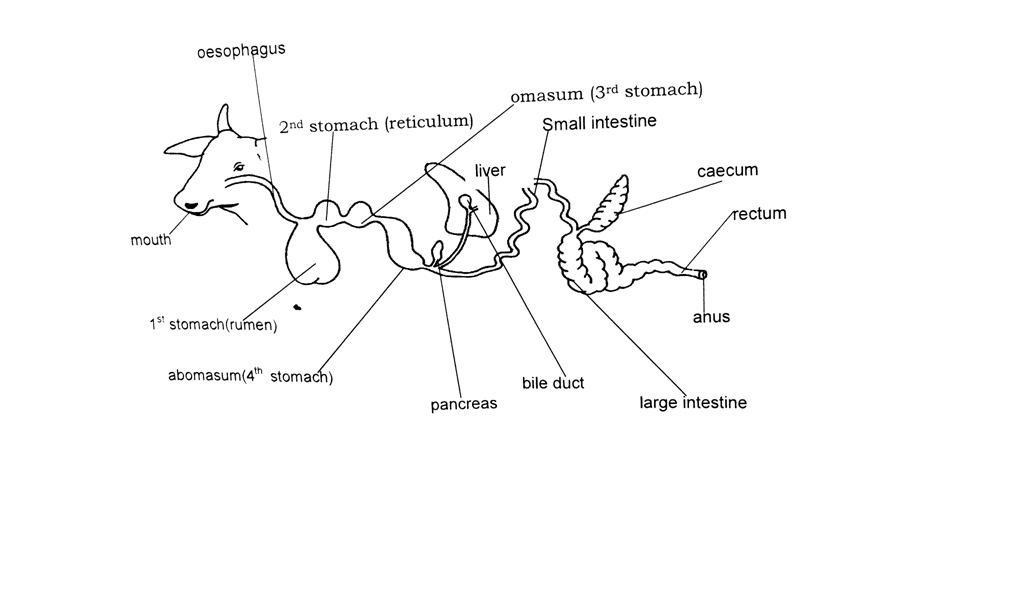 oesophagus
omasum (3rd stomach)
2nd stomach (reticulum)
Small intestine
liver
caecum
rectum
mouth
anus
1st stomach(rumen)
abomasum(4th stomach)
bile duct
pancreas
large intestine